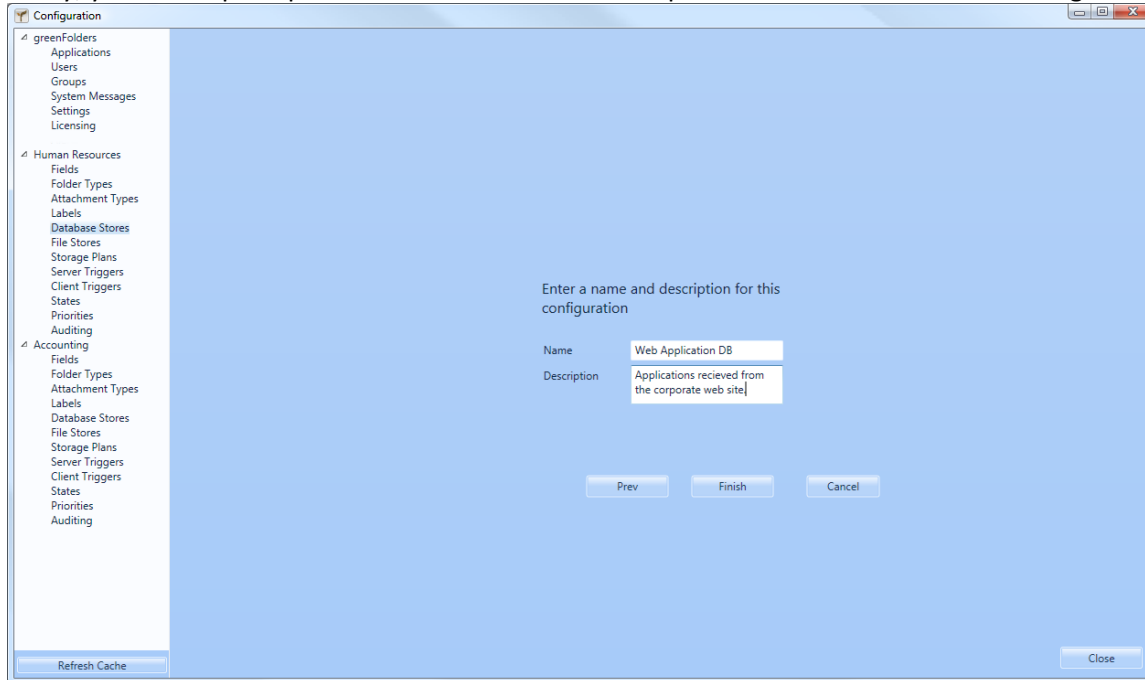 Configuration
greenFolders
Applications
Users
Groups
System Messages
Settings
Licensing
Human Resources
Fields
Folder Types
Attachment Types
Labels
Database Stores
File Stores
Storage Plans
Server Triggers
Client Triggers
States
Priorities
Auditing
Accounting
Fields
Folder Types
Attachment Types
Labels
Database Stores
File Stores
Storage Plans
Server Triggers
Client Triggers
States
Priorities
Auditing
Refresh Cache
Enter a name and description for this
configuration
Name Web Application DB
Description Applications recieved from
the corporate web site.
Prev Finish Cancel
Close